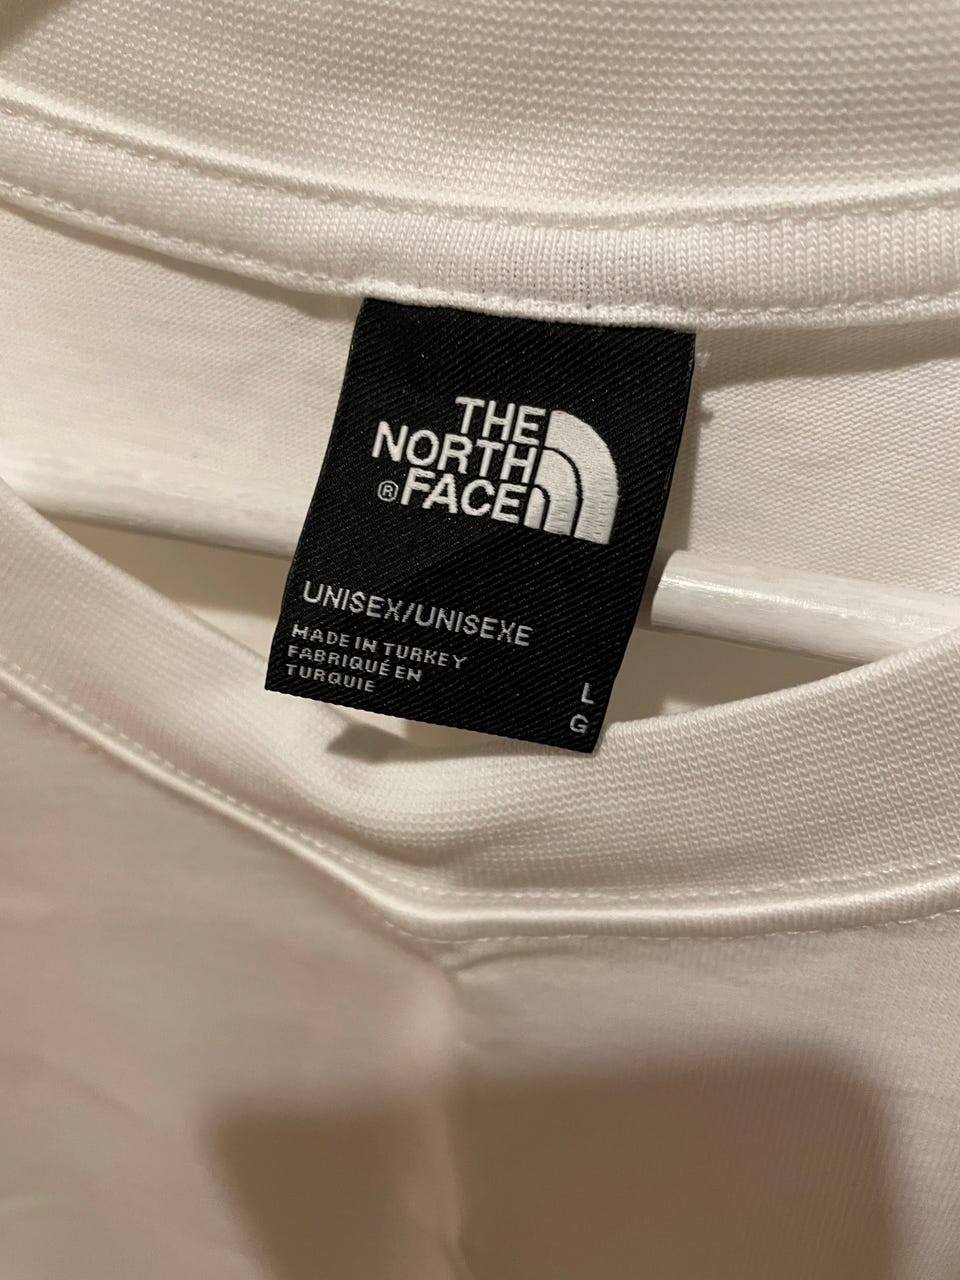 THE
NORTH
®FACE
UNISEX/UNISEXE
MADE IN TURKEY
FABRIQUÉ EN
TURQUIE
L
G